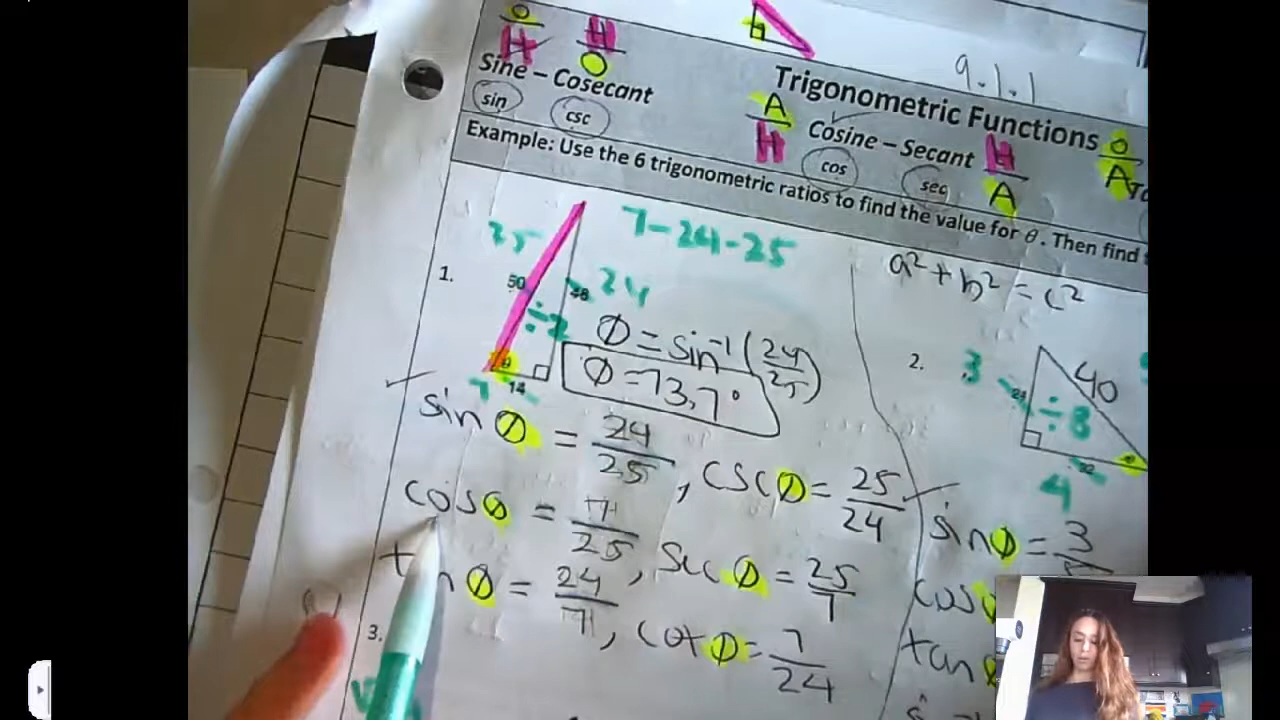 O/H H/O
Sine – Cosecant
sin csc
9.1.1
Trigonometric Functions
A/H Cosine – Secant H/A O/A
cos sec
Example: Use the 6 trigonometric ratios to find the value for θ. Then find
1.
25 7-24-25
50 48 24
÷2
θ
7 14
θ = sin⁻¹(24/25)
θ = 73.7°
sin θ = 24/25, csc θ = 25/24
cos θ = 7/25, sec θ = 25/7
θ = 24/7, cot θ = 7/24
a² + b² = c²
2.
3 24 40
÷8
4 32
sin θ = 3
cos
tan
3.